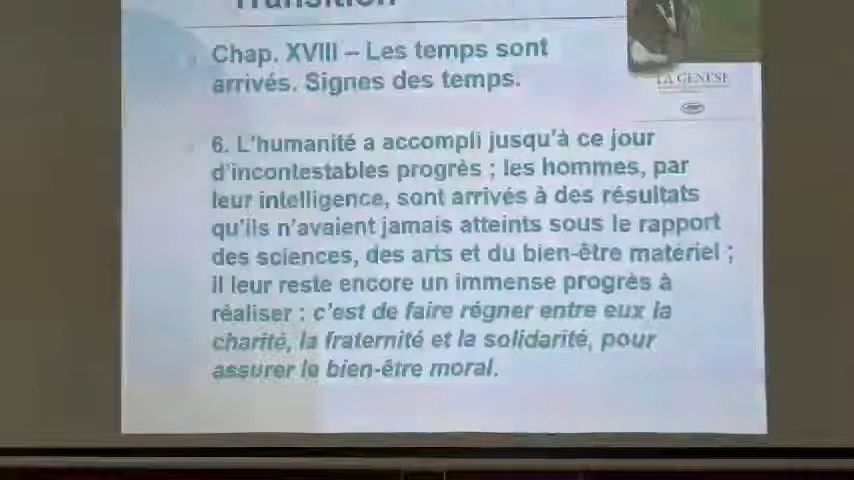 Transition
Chap. XVIII – Les temps sont
arrivés. Signes des temps.
LA GENÈSE
6. L'humanité a accompli jusqu'à ce jour
d'incontestables progrès ; les hommes, par
leur intelligence, sont arrivés à des résultats
qu'ils n'avaient jamais atteints sous le rapport
des sciences, des arts et du bien-être matériel ;
il leur reste encore un immense progrès à
réaliser : c'est de faire régner entre eux la
charité, la fraternité et la solidarité, pour
assurer le bien-être moral.